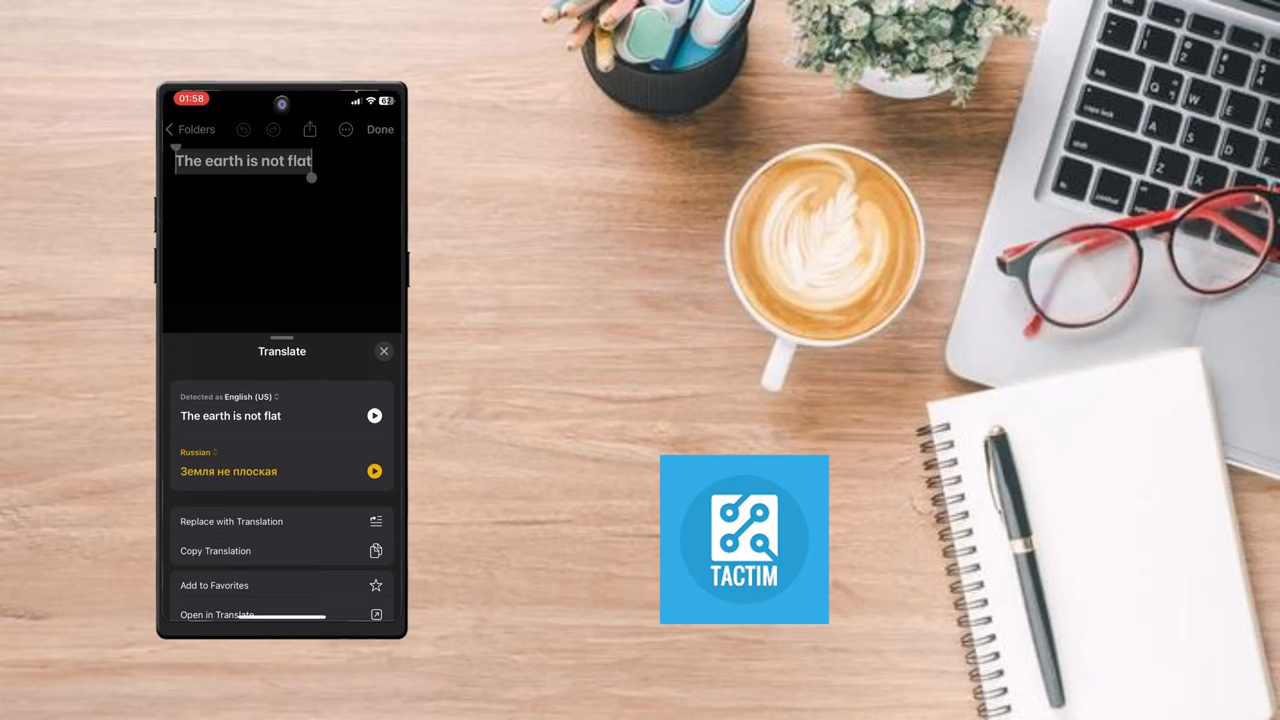 01:58
62
Folders
Done
The earth is not flat
Translate
Detected as English (US)
The earth is not flat
Russian
Земля не плоская
Replace with Translation
Copy Translation
Add to Favorites
Open in Translate
TACTIM